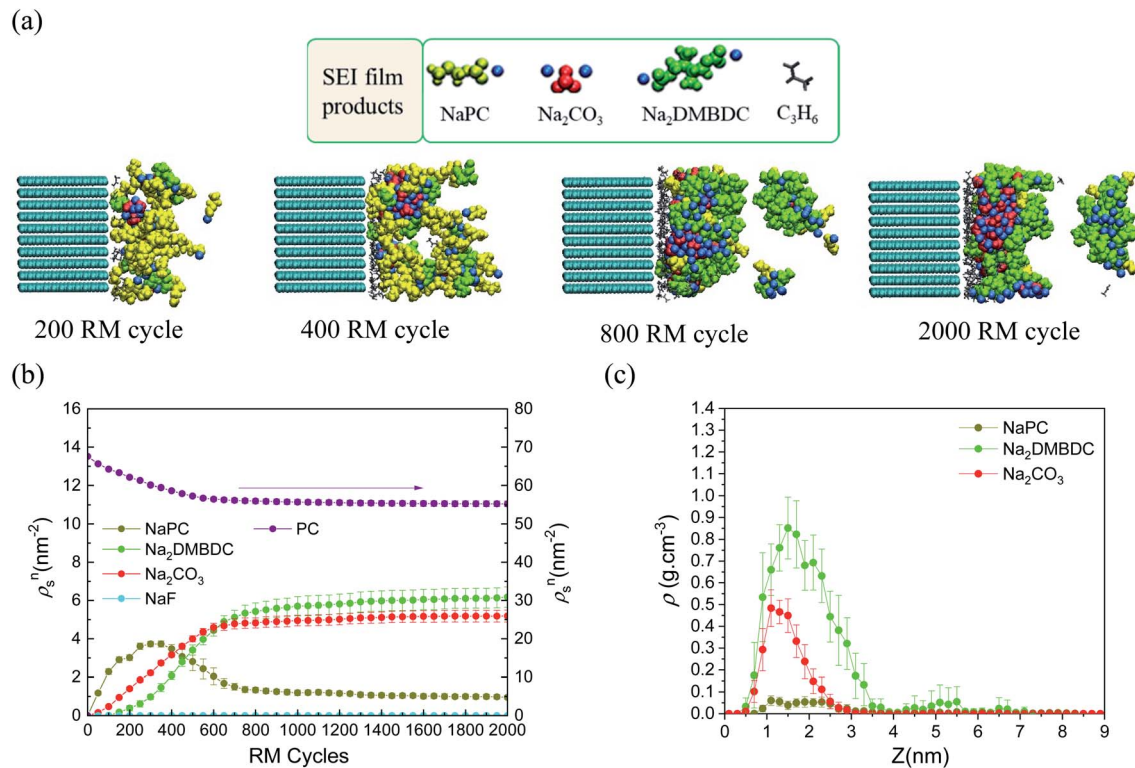 (a)
SEI film
products
NaPC
Na₂CO₃
Na₂DMBDC
C₃H₆
200 RM cycle
400 RM cycle
800 RM cycle
2000 RM cycle
(b)
16
14
12
10
8
6
4
2
0
ρₛⁿ(nm⁻²)
80
70
60
50
40
30
20
10
0
ρₛⁿ(nm⁻²)
NaPC
PC
Na₂DMBDC
Na₂CO₃
NaF
0 200 400 600 800 1000 1200 1400 1600 1800 2000
RM Cycles
(c)
1.4
1.3
1.2
1.1
1.0
0.9
0.8
0.7
0.6
0.5
0.4
0.3
0.2
0.1
0.0
ρ (g.cm⁻³)
NaPC
Na₂DMBDC
Na₂CO₃
0 1 2 3 4 5 6 7 8 9
Z(nm)